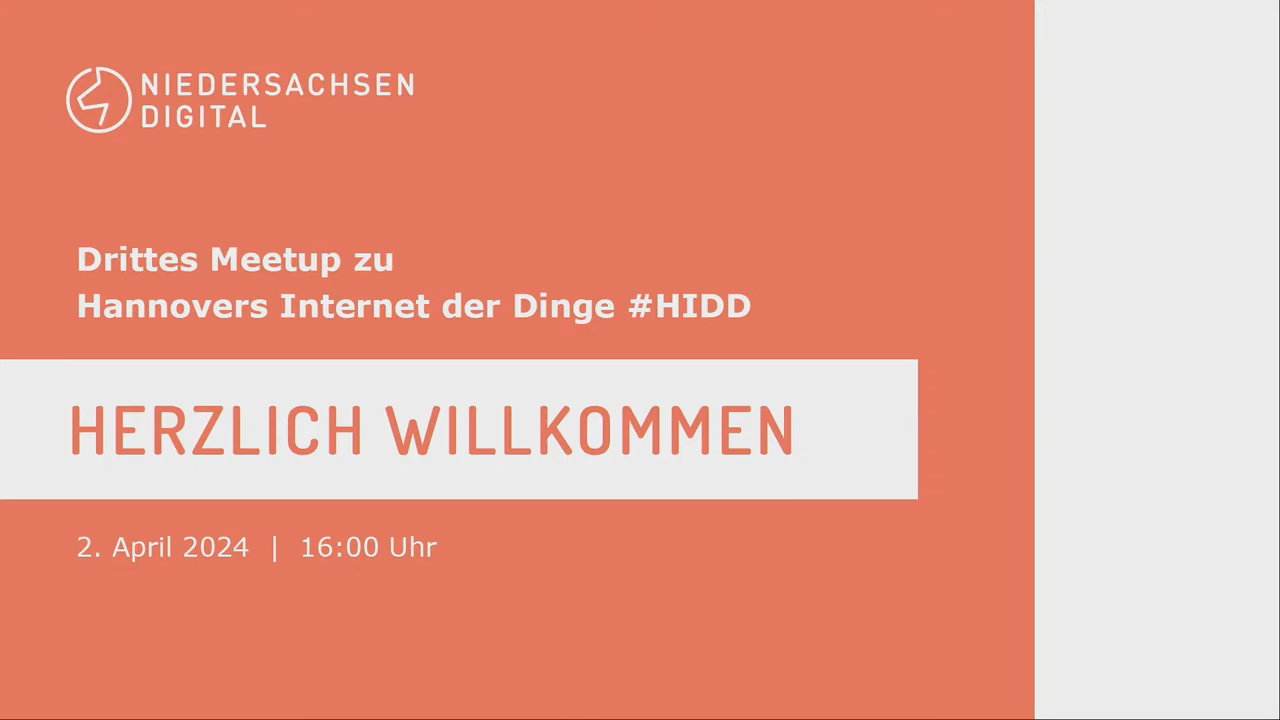 NIEDERSACHSEN
DIGITAL
Drittes Meetup zu
Hannovers Internet der Dinge #HIDD
HERZLICH WILLKOMMEN
2. April 2024 | 16:00 Uhr